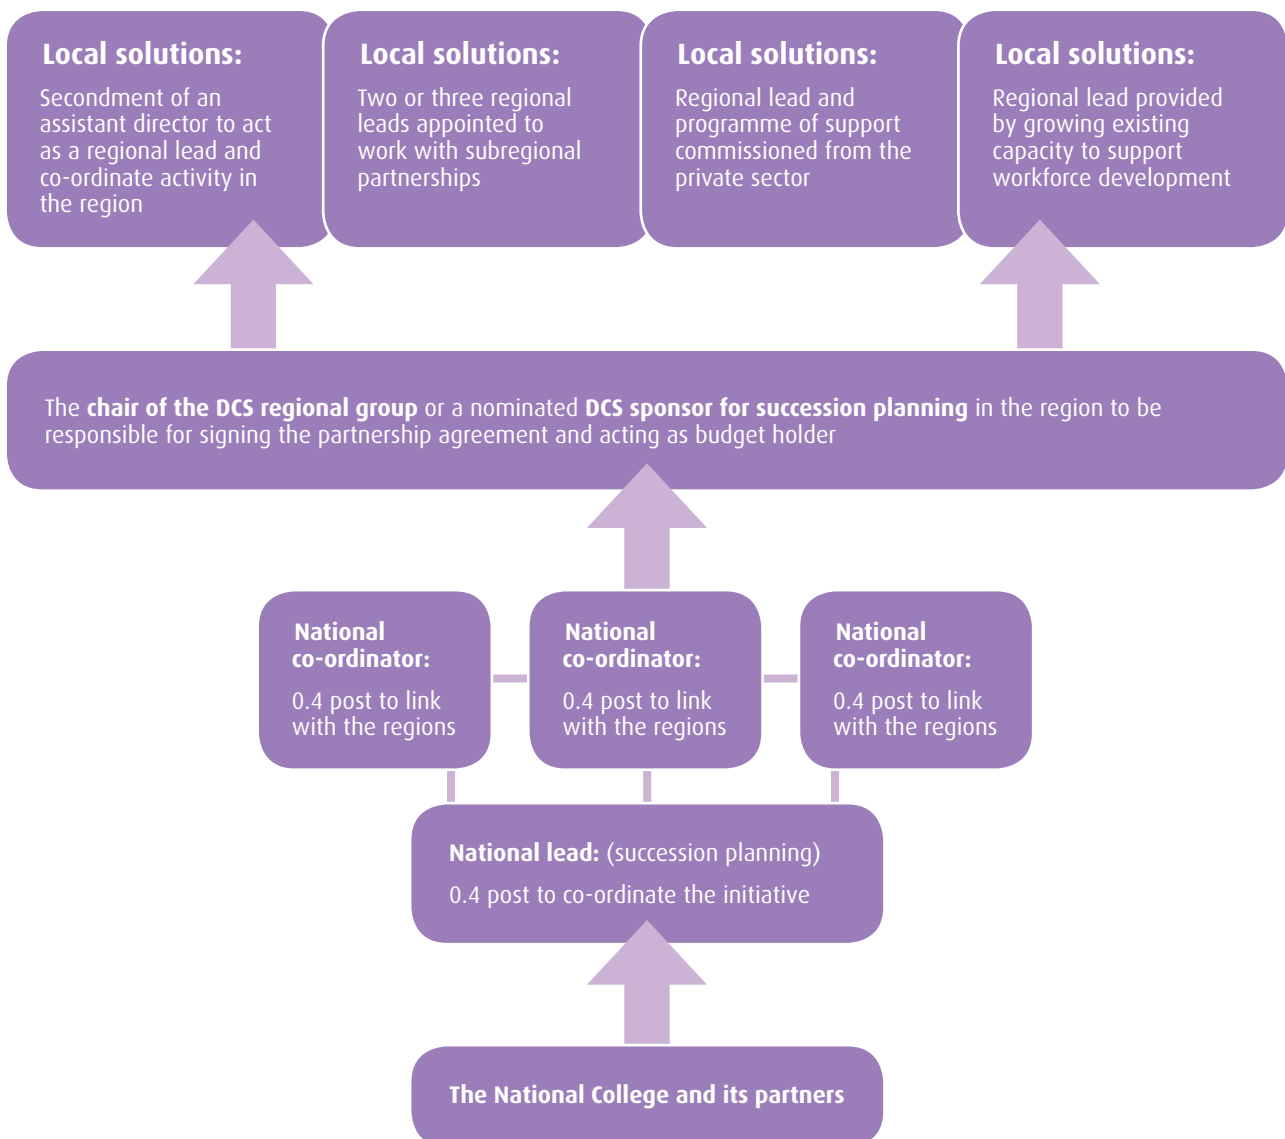 Local solutions:
Secondment of an
assistant director to act
as a regional lead and
co-ordinate activity in
the region
Local solutions:
Two or three regional
leads appointed to
work with subregional
partnerships
Local solutions:
Regional lead and
programme of support
commissioned from the
private sector
Local solutions:
Regional lead provided
by growing existing
capacity to support
workforce development
The chair of the DCS regional group or a nominated DCS sponsor for succession planning in the region to be
responsible for signing the partnership agreement and acting as budget holder
National
co-ordinator:
0.4 post to link
with the regions
National
co-ordinator:
0.4 post to link
with the regions
National
co-ordinator:
0.4 post to link
with the regions
National lead: (succession planning)
0.4 post to co-ordinate the initiative
The National College and its partners